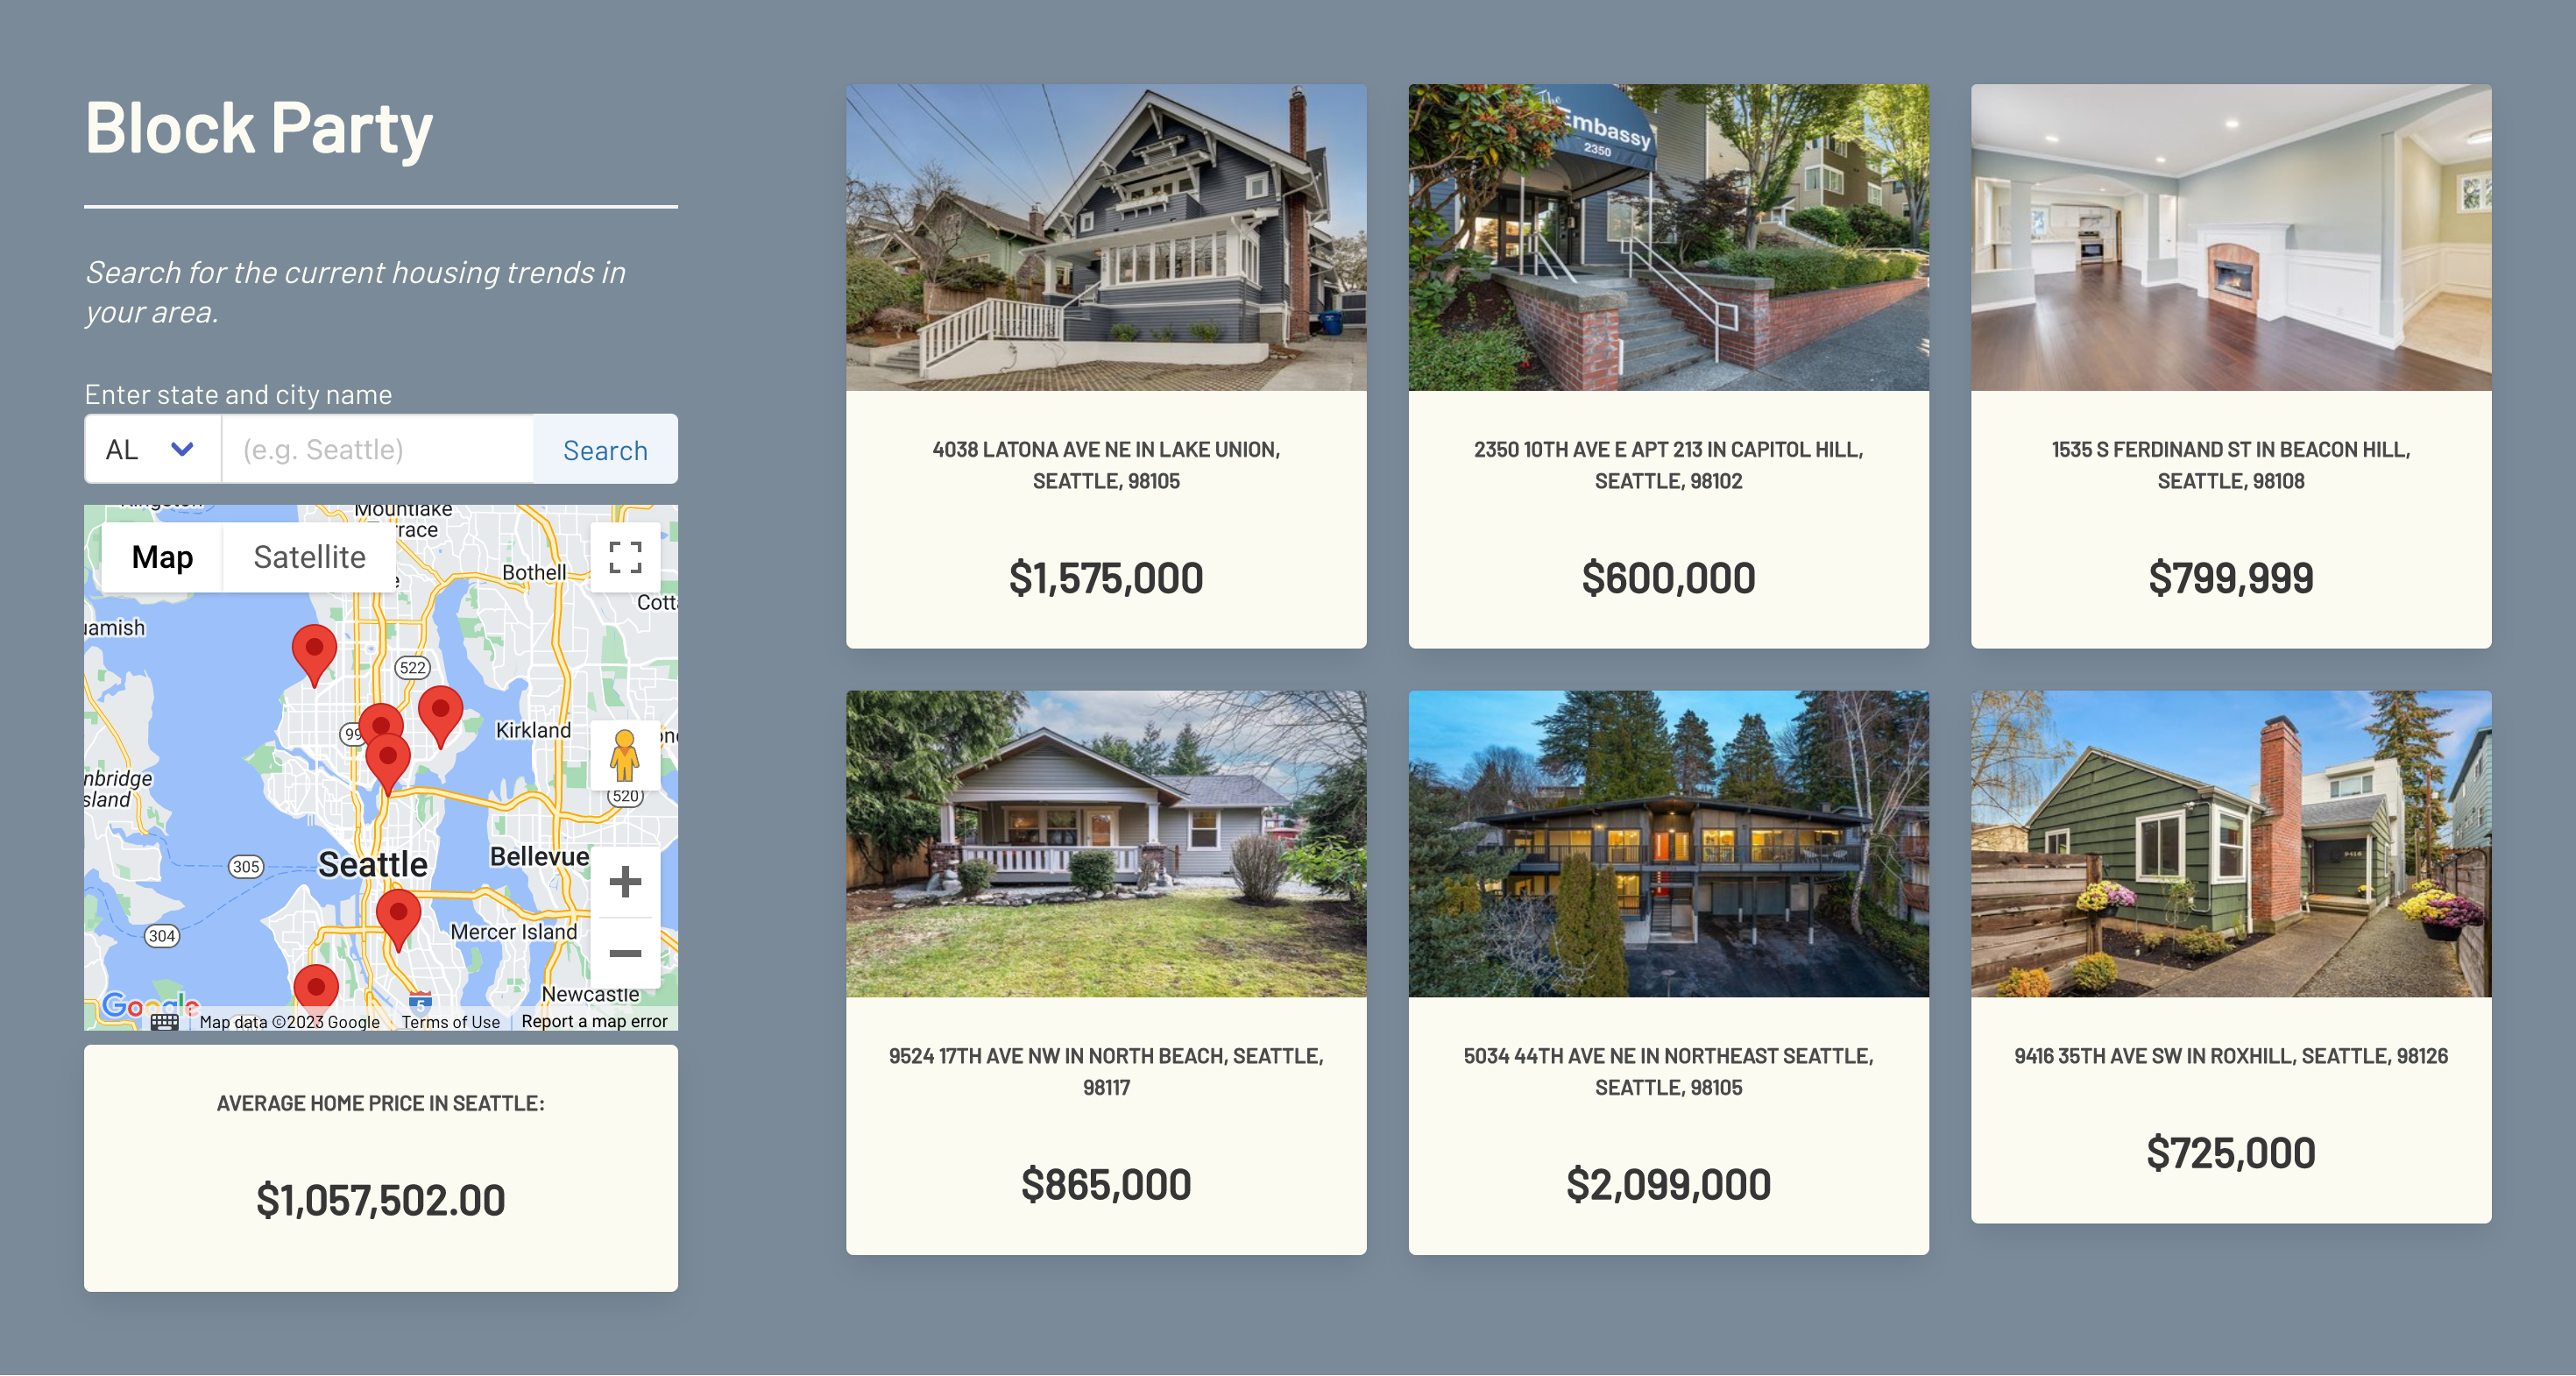 Block Party
Search for the current housing trends in
your area.
Enter state and city name
AL
(e.g. Seattle)
Search
Mountlake
Map
Satellite
Bothell
522
99
Kirkland
520
Seattle
Bellevue
305
304
Mercer Island
Newcastle
5
Google
Map data ©2023 Google
Terms of Use
Report a map error
AVERAGE HOME PRICE IN SEATTLE:
$1,057,502.00
The
Embassy
2350
4038 LATONA AVE NE IN LAKE UNION,
SEATTLE, 98105
$1,575,000
2350 10TH AVE E APT 213 IN CAPITOL HILL,
SEATTLE, 98102
$600,000
1535 S FERDINAND ST IN BEACON HILL,
SEATTLE, 98108
$799,999
9524 17TH AVE NW IN NORTH BEACH, SEATTLE,
98117
$865,000
5034 44TH AVE NE IN NORTHEAST SEATTLE,
SEATTLE, 98105
$2,099,000
9416
9416 35TH AVE SW IN ROXHILL, SEATTLE, 98126
$725,000